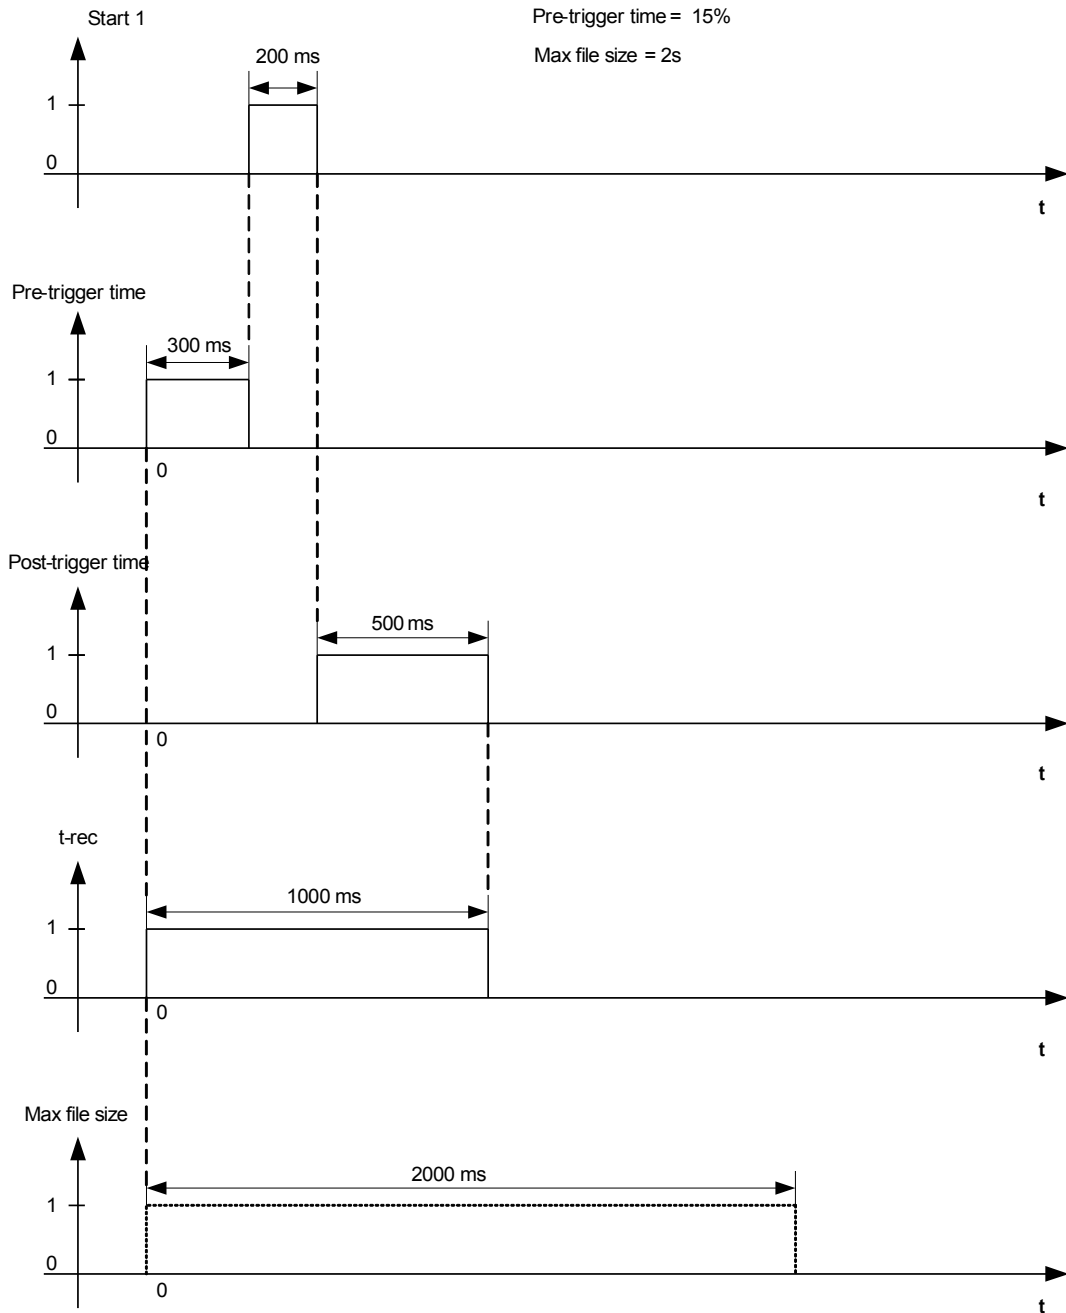 Start 1
Pre-trigger time = 15%
Max file size = 2s
200 ms
1
0
t
Pre-trigger time
300 ms
1
0
0
t
Post-trigger time
500 ms
1
0
0
t
t-rec
1000 ms
1
0
0
t
Max file size
2000 ms
1
0
0
t